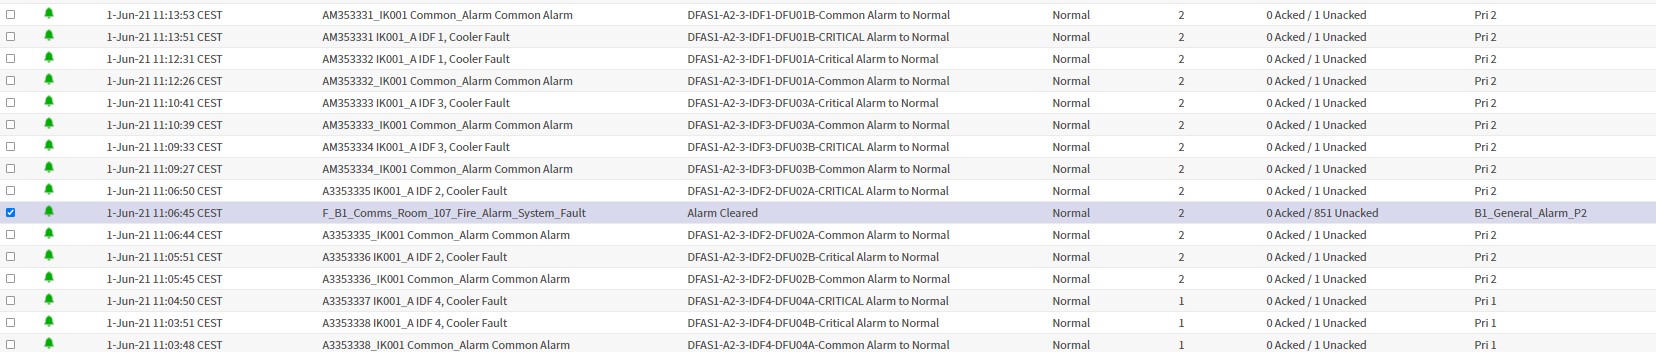 1-Jun-21 11:13:53 CEST AM353331_IK001 Common_Alarm Common Alarm DFAS1-A2-3-IDF1-DFU01B-Common Alarm to Normal Normal 2 0 Acked / 1 Unacked Pri 2
1-Jun-21 11:13:51 CEST AM353331 IK001_A IDF 1, Cooler Fault DFAS1-A2-3-IDF1-DFU01B-CRITICAL Alarm to Normal Normal 2 0 Acked / 1 Unacked Pri 2
1-Jun-21 11:12:31 CEST AM353332 IK001_A IDF 1, Cooler Fault DFAS1-A2-3-IDF1-DFU01A-Critical Alarm to Normal Normal 2 0 Acked / 1 Unacked Pri 2
1-Jun-21 11:12:26 CEST AM353332_IK001 Common_Alarm Common Alarm DFAS1-A2-3-IDF1-DFU01A-Common Alarm to Normal Normal 2 0 Acked / 1 Unacked Pri 2
1-Jun-21 11:10:41 CEST AM353333 IK001_A IDF 3, Cooler Fault DFAS1-A2-3-IDF3-DFU03A-Critical Alarm to Normal Normal 2 0 Acked / 1 Unacked Pri 2
1-Jun-21 11:10:39 CEST AM353333_IK001 Common_Alarm Common Alarm DFAS1-A2-3-IDF3-DFU03A-Common Alarm to Normal Normal 2 0 Acked / 1 Unacked Pri 2
1-Jun-21 11:09:33 CEST AM353334 IK001_A IDF 3, Cooler Fault DFAS1-A2-3-IDF3-DFU03B-CRITICAL Alarm to Normal Normal 2 0 Acked / 1 Unacked Pri 2
1-Jun-21 11:09:27 CEST AM353334_IK001 Common_Alarm Common Alarm DFAS1-A2-3-IDF3-DFU03B-Common Alarm to Normal Normal 2 0 Acked / 1 Unacked Pri 2
1-Jun-21 11:06:50 CEST A3353335 IK001_A IDF 2, Cooler Fault DFAS1-A2-3-IDF2-DFU02A-CRITICAL Alarm to Normal Normal 2 0 Acked / 1 Unacked Pri 2
1-Jun-21 11:06:45 CEST F_B1_Comms_Room_107_Fire_Alarm_System_Fault Alarm Cleared Normal 2 0 Acked / 851 Unacked B1_General_Alarm_P2
1-Jun-21 11:06:44 CEST A3353335_IK001 Common_Alarm Common Alarm DFAS1-A2-3-IDF2-DFU02A-Common Alarm to Normal Normal 2 0 Acked / 1 Unacked Pri 2
1-Jun-21 11:05:51 CEST A3353336 IK001_A IDF 2, Cooler Fault DFAS1-A2-3-IDF2-DFU02B-Critical Alarm to Normal Normal 2 0 Acked / 1 Unacked Pri 2
1-Jun-21 11:05:45 CEST A3353336_IK001 Common_Alarm Common Alarm DFAS1-A2-3-IDF2-DFU02B-Common Alarm to Normal Normal 2 0 Acked / 1 Unacked Pri 2
1-Jun-21 11:04:50 CEST A3353337 IK001_A IDF 4, Cooler Fault DFAS1-A2-3-IDF4-DFU04A-CRITICAL Alarm to Normal Normal 1 0 Acked / 1 Unacked Pri 1
1-Jun-21 11:03:51 CEST A3353338 IK001_A IDF 4, Cooler Fault DFAS1-A2-3-IDF4-DFU04B-Critical Alarm to Normal Normal 1 0 Acked / 1 Unacked Pri 1
1-Jun-21 11:03:48 CEST A3353338_IK001 Common_Alarm Common Alarm DFAS1-A2-3-IDF4-DFU04A-Common Alarm to Normal Normal 1 0 Acked / 1 Unacked Pri 1